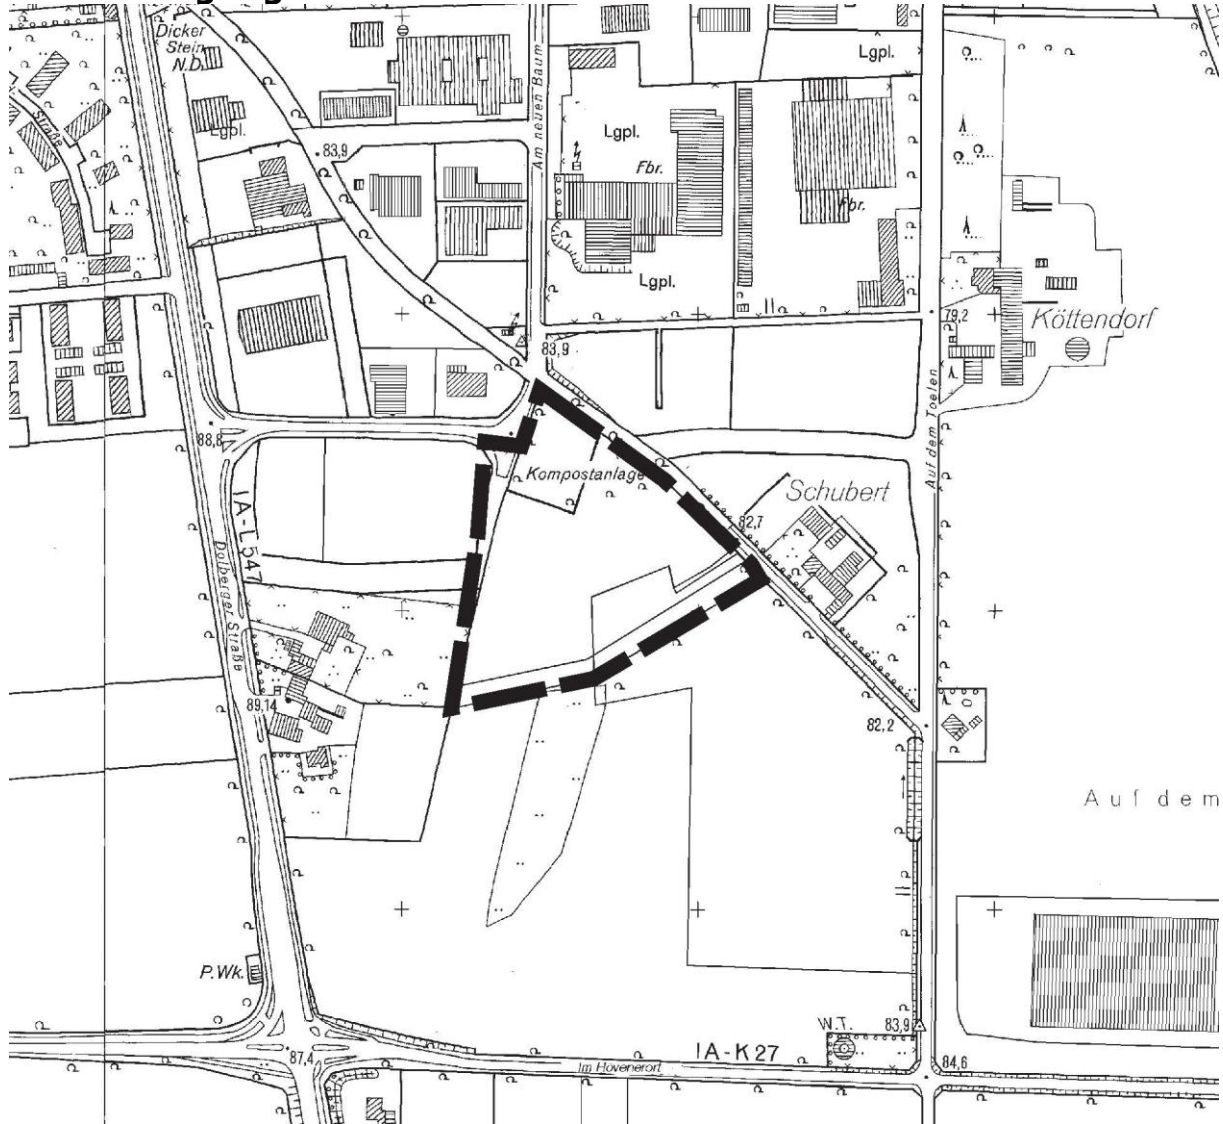 Dicker
Stein
N.D.
Lgpl.
Lgpl.
Straße
Am neuen Baum
Lgpl.
83,9
Fbr.
Fbr.
Lgpl.
79,2
Köttendorf
83,9
88,8
Kompostanlage
Auf dem Toelen
Schubert
IA-L547
82,7
Dolberger Straße
89,14
82,2
Auf dem
P.Wk.
W.T.
83,9
87,4
IA-K27
Im Hovenerort
84,6